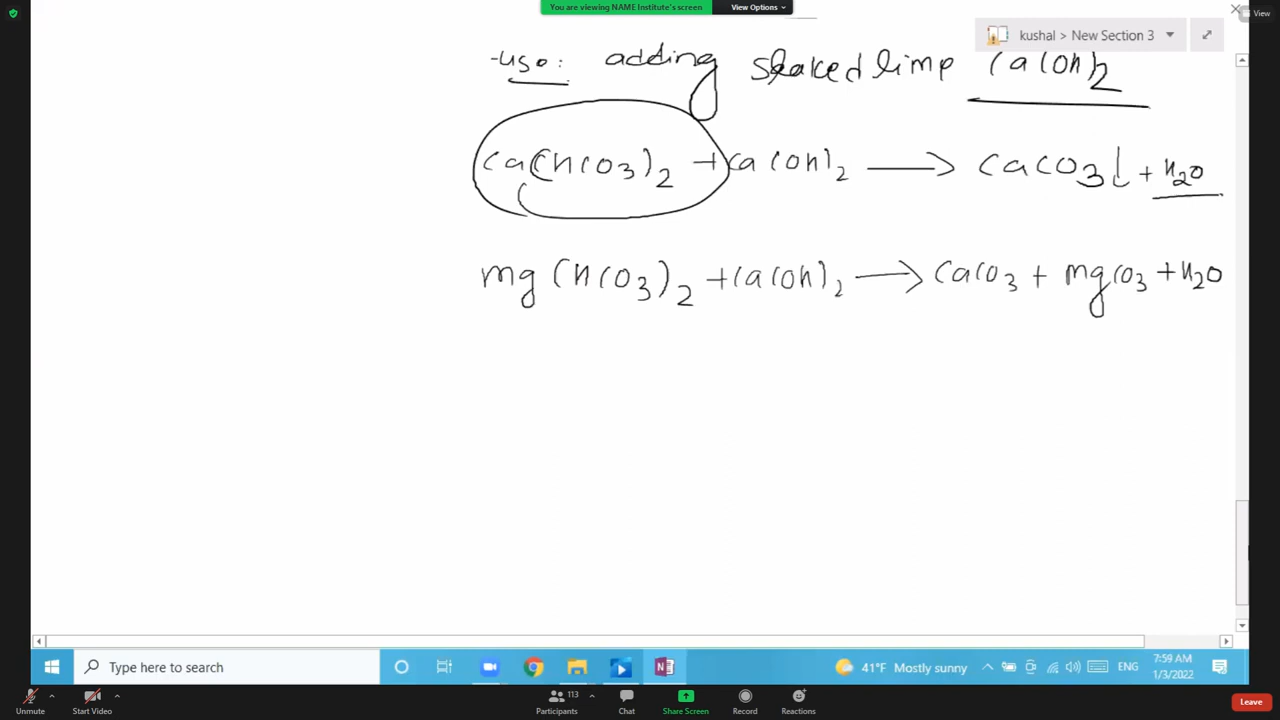 You are viewing NAME Institute's screen
View Options
View
kushal > New Section 3
-use: adding slaked lime Ca(OH)2
Ca(HCO3)2 + Ca(OH)2 ⟶ CaCO3↓ + H2O
Mg(HCO3)2 + Ca(OH)2 ⟶ CaCO3 + MgCO3 + H2O
Type here to search
41°F Mostly sunny
ENG
7:59 AM
1/3/2022
Unmute
Start Video
Participants
113
Chat
Share Screen
Record
Reactions
Leave